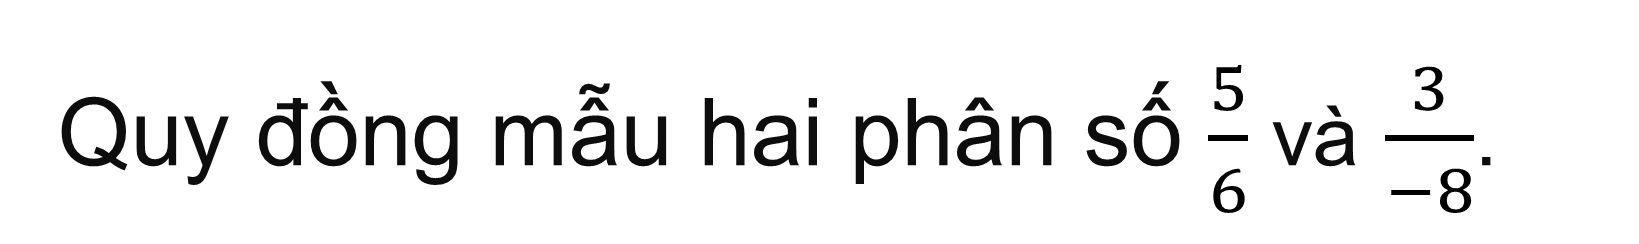 Quy đồng mẫu hai phân số 5/6 và 3/−8.